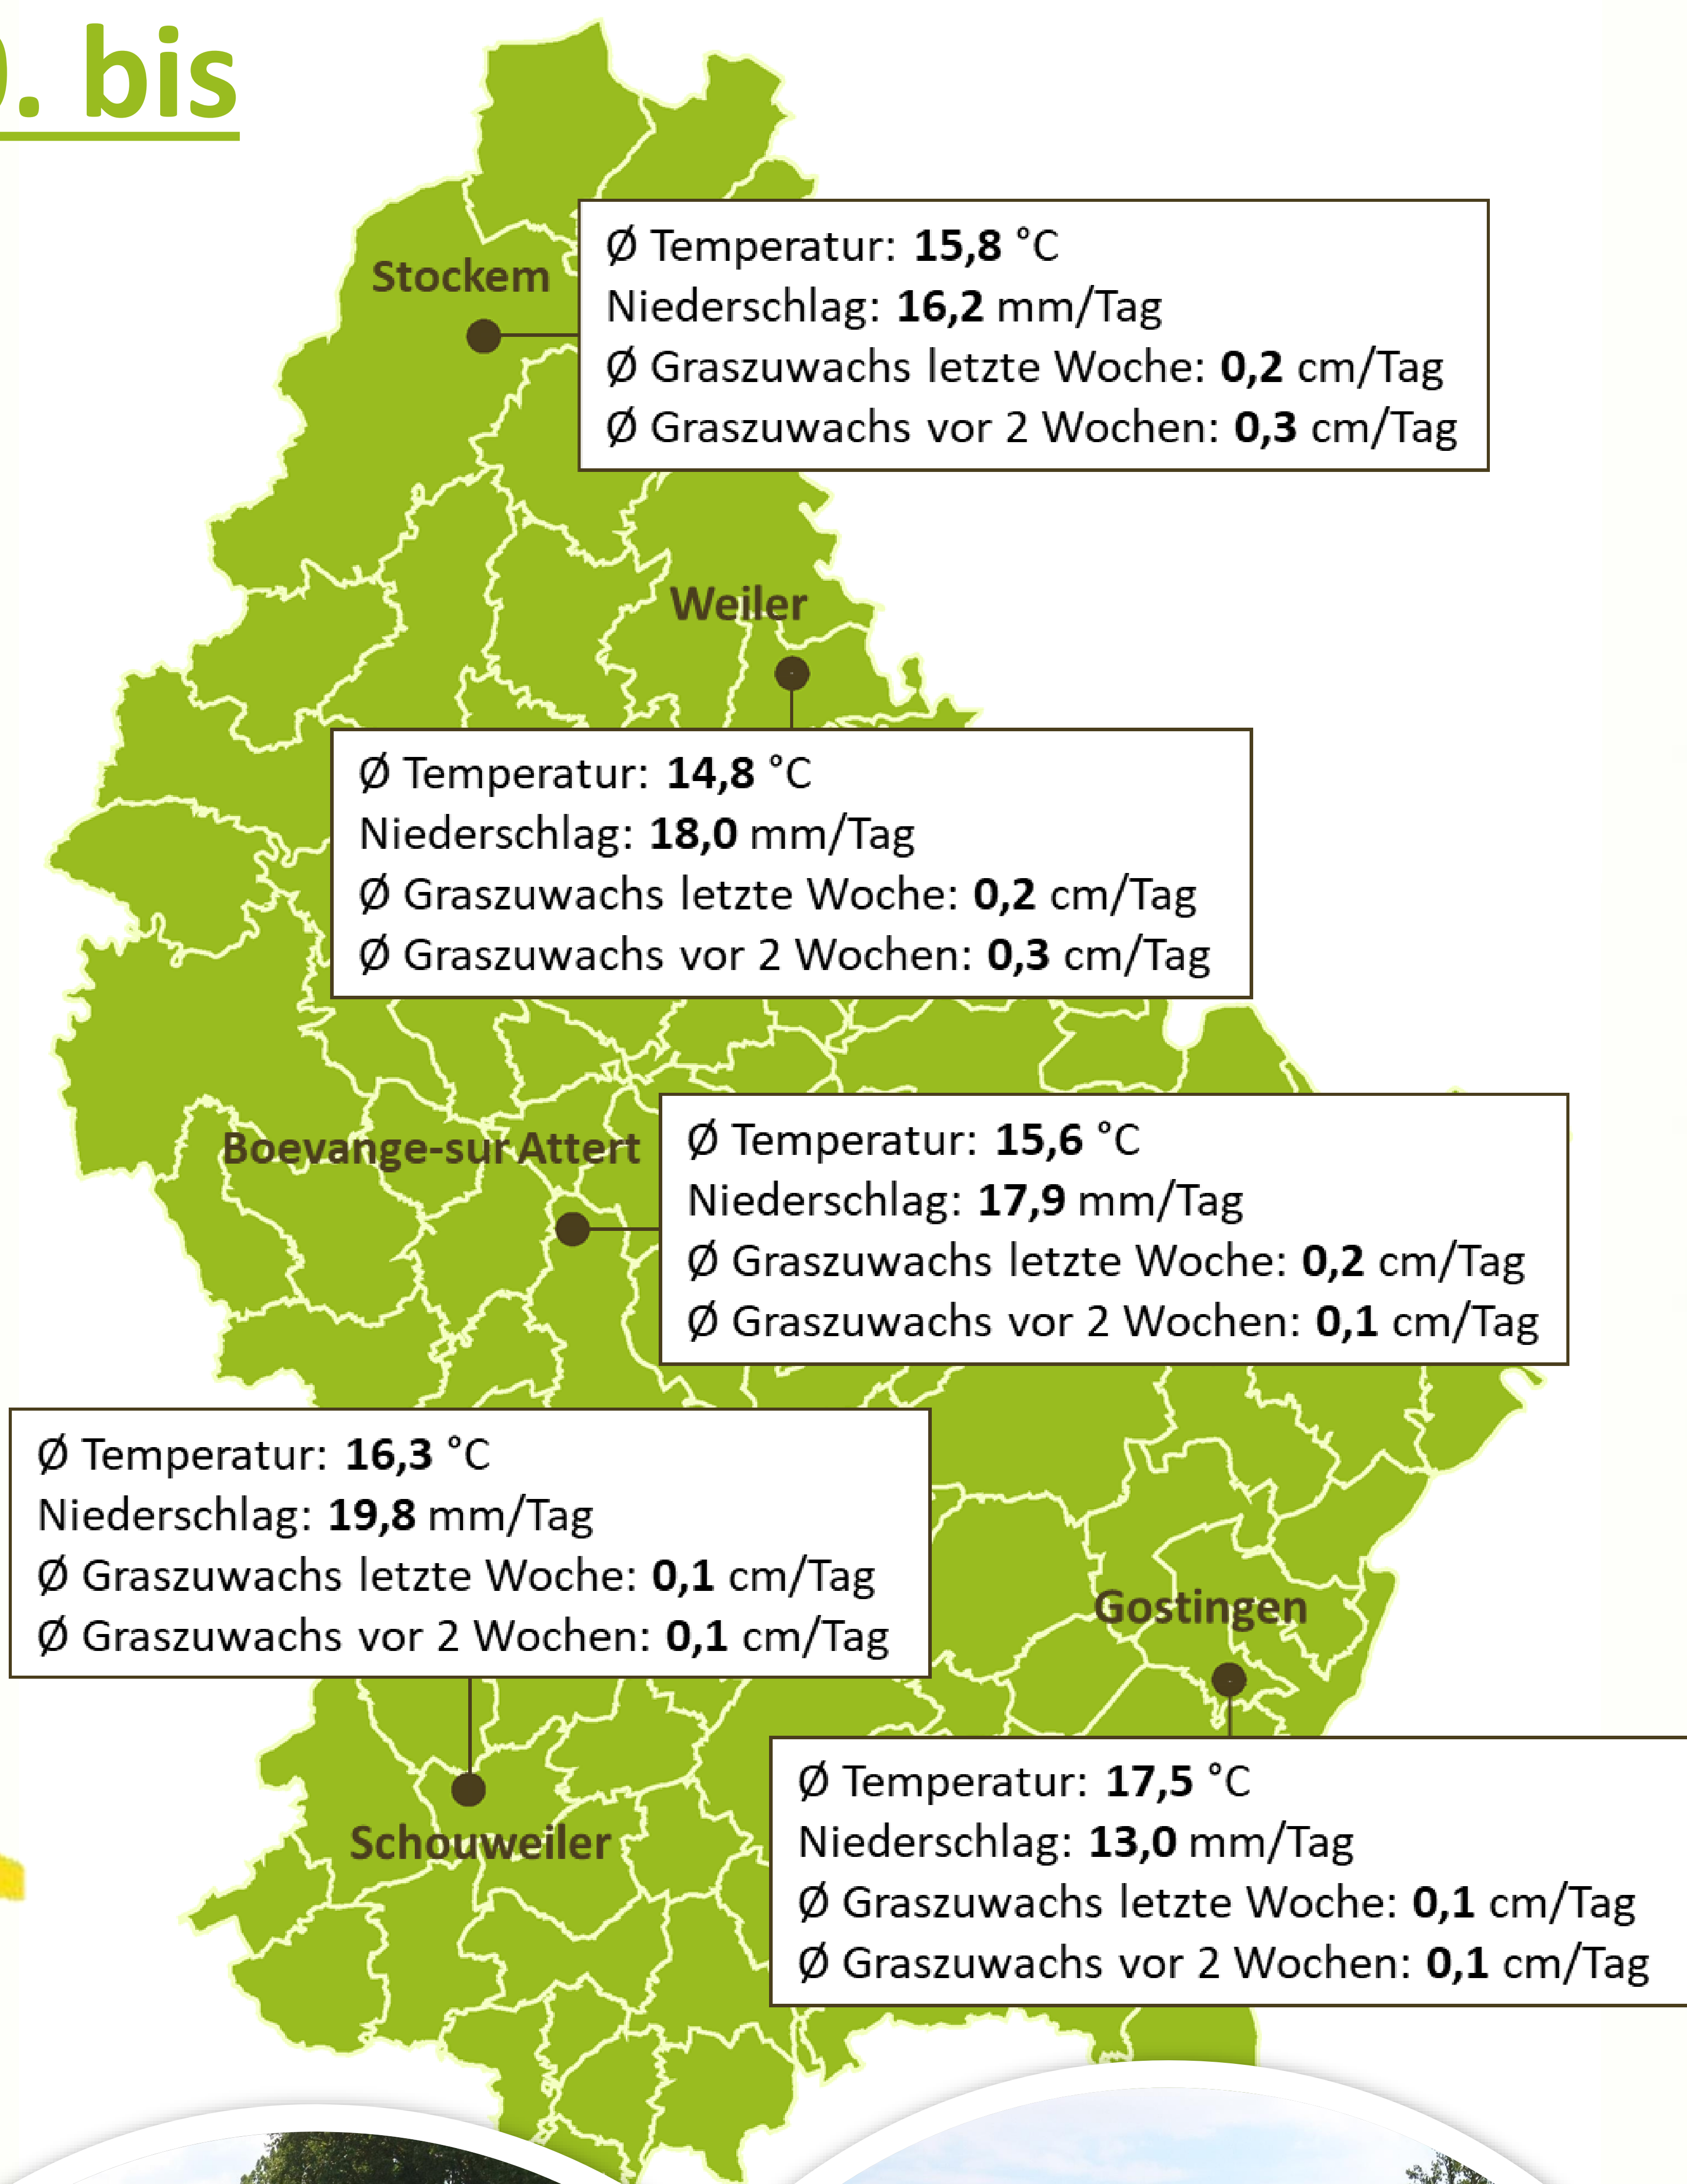 . bis
Stockem
Ø Temperatur: 15,8 °C
Niederschlag: 16,2 mm/Tag
Ø Graszuwachs letzte Woche: 0,2 cm/Tag
Ø Graszuwachs vor 2 Wochen: 0,3 cm/Tag
Weiler
Ø Temperatur: 14,8 °C
Niederschlag: 18,0 mm/Tag
Ø Graszuwachs letzte Woche: 0,2 cm/Tag
Ø Graszuwachs vor 2 Wochen: 0,3 cm/Tag
Boevange-sur Attert
Ø Temperatur: 15,6 °C
Niederschlag: 17,9 mm/Tag
Ø Graszuwachs letzte Woche: 0,2 cm/Tag
Ø Graszuwachs vor 2 Wochen: 0,1 cm/Tag
Ø Temperatur: 16,3 °C
Niederschlag: 19,8 mm/Tag
Ø Graszuwachs letzte Woche: 0,1 cm/Tag
Ø Graszuwachs vor 2 Wochen: 0,1 cm/Tag
Schouweiler
Gostingen
Ø Temperatur: 17,5 °C
Niederschlag: 13,0 mm/Tag
Ø Graszuwachs letzte Woche: 0,1 cm/Tag
Ø Graszuwachs vor 2 Wochen: 0,1 cm/Tag